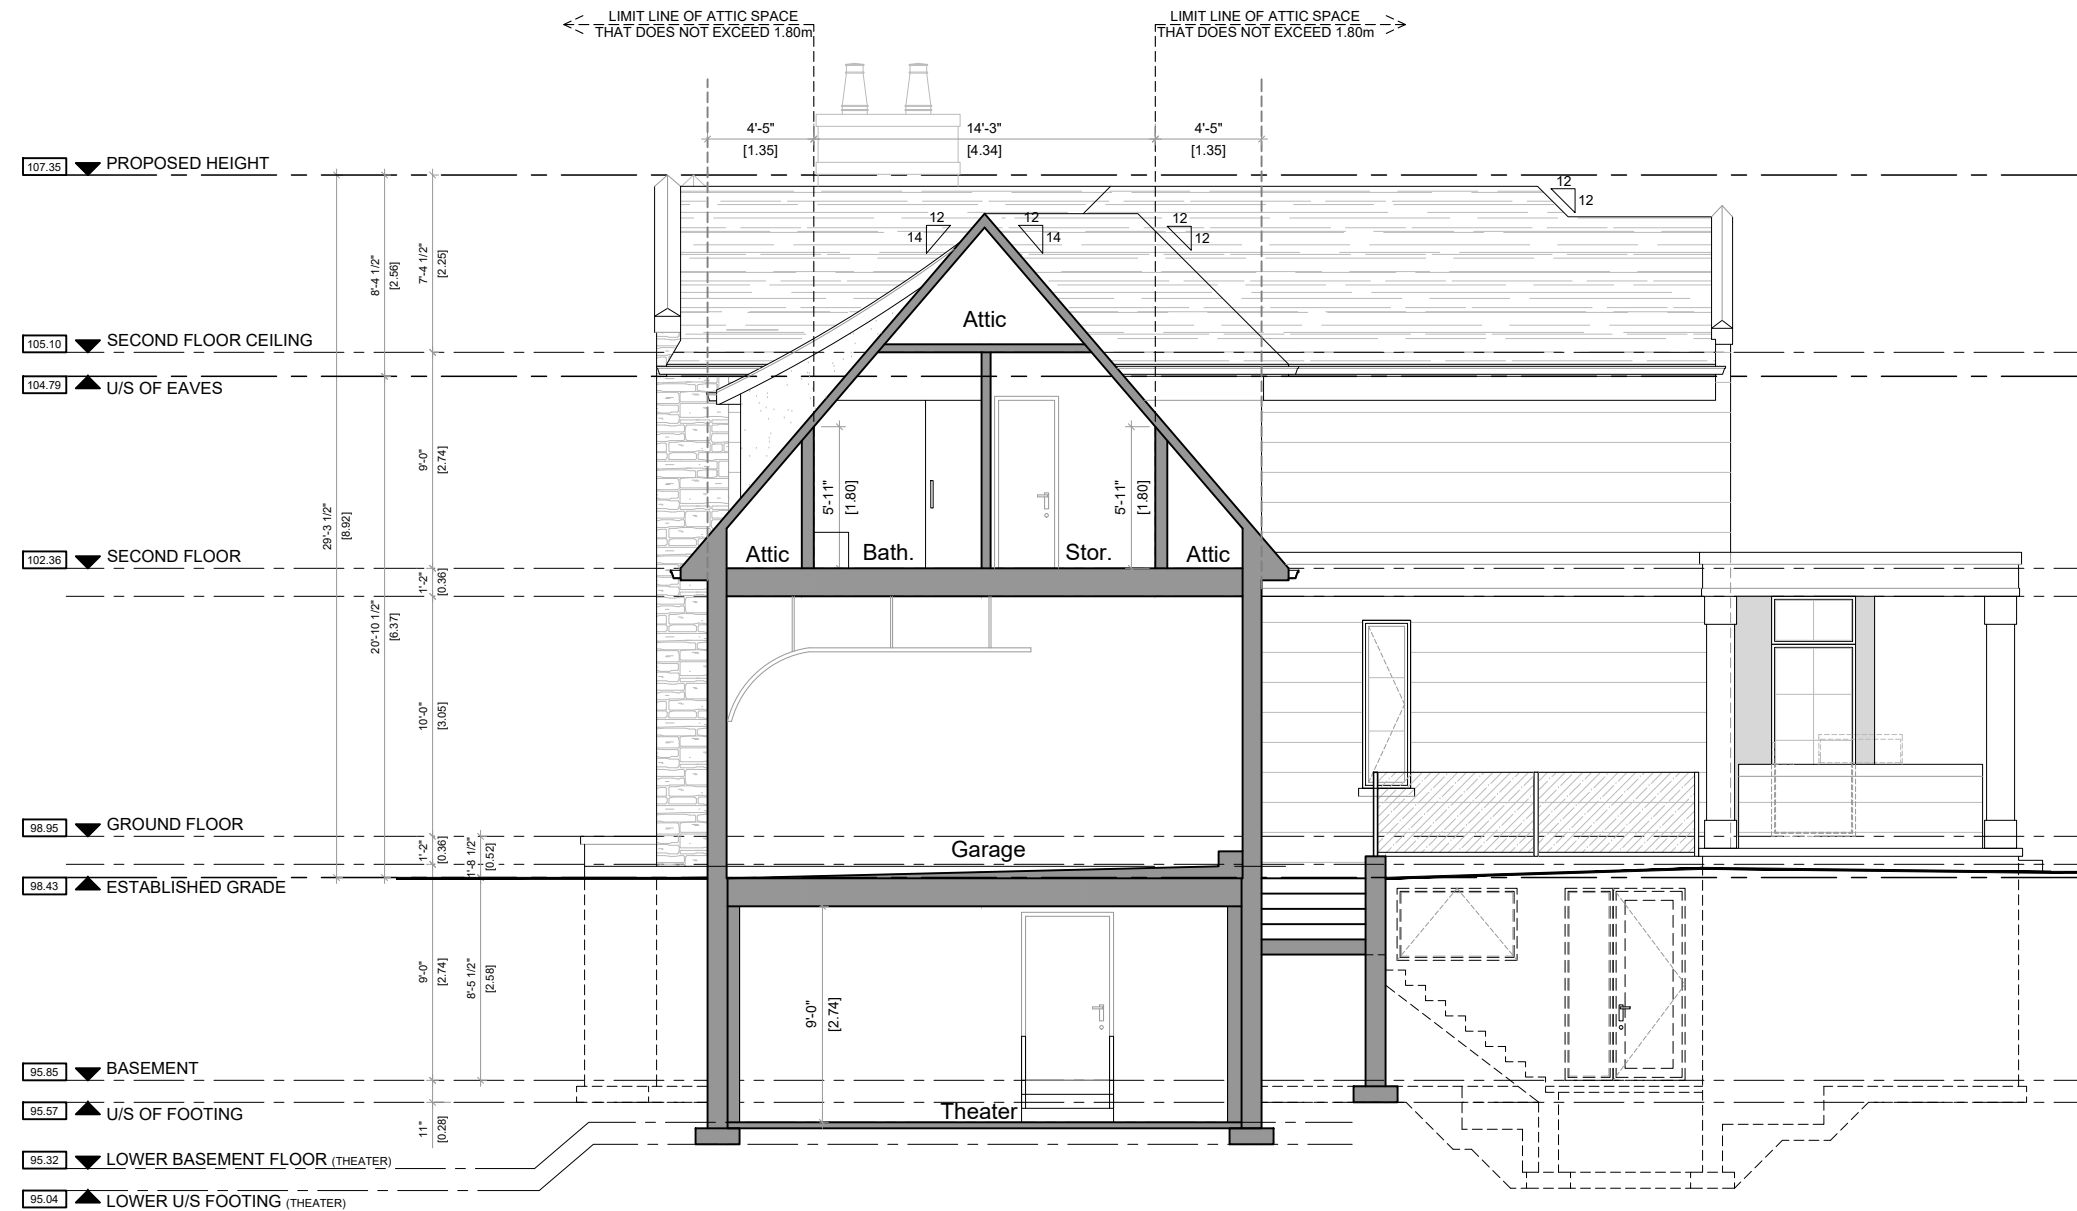 LIMIT LINE OF ATTIC SPACE
THAT DOES NOT EXCEED 1.80m
LIMIT LINE OF ATTIC SPACE
THAT DOES NOT EXCEED 1.80m
4'-5" 14'-3" 4'-5"
[1.35] [4.34] [1.35]
107.35 PROPOSED HEIGHT
12 12
12 12 12 12
14 14 12
7'-4 1/2"
[2.25]
8'-4 1/2"
[2.56]
Attic
105.10 SECOND FLOOR CEILING
104.79 U/S OF EAVES
9'-0"
[2.74]
29'-3 1/2"
[8.92]
5'-11"
[1.80]
5'-11"
[1.80]
102.36 SECOND FLOOR
Attic Bath. Stor. Attic
1'-2"
[0.36]
20'-10 1/2"
[6.37]
10'-0"
[3.05]
98.95 GROUND FLOOR
1'-2"
[0.36]
1'-8 1/2"
[0.52]
Garage
98.43 ESTABLISHED GRADE
9'-0"
[2.74]
8'-5 1/2"
[2.58]
9'-0"
[2.74]
95.85 BASEMENT
95.57 U/S OF FOOTING
11"
[0.28]
Theater
95.32 LOWER BASEMENT FLOOR (THEATER)
95.04 LOWER U/S FOOTING (THEATER)